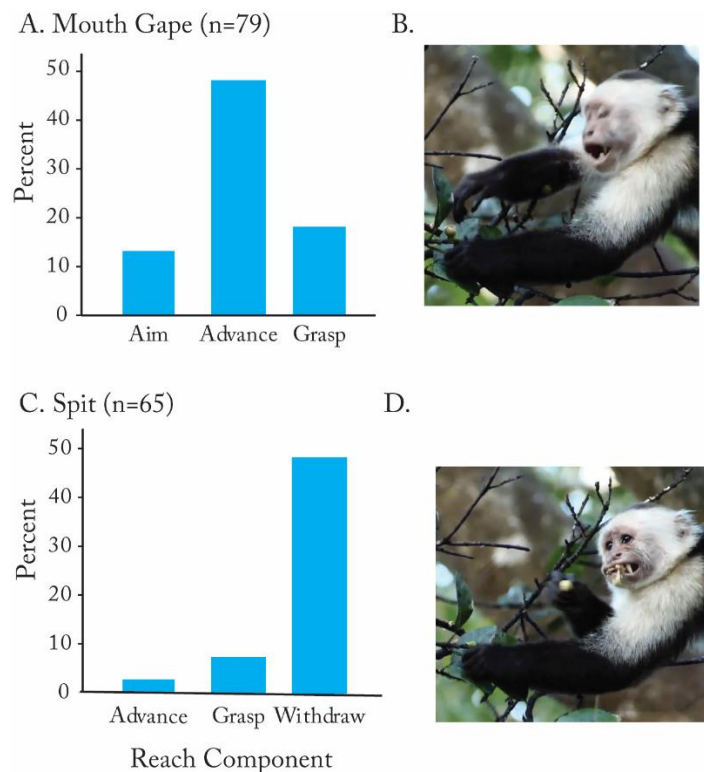 A. Mouth Gape (n=79)
B.
50
40
30
20
10
0
Percent
Aim Advance Grasp
C. Spit (n=65)
D.
50
40
30
20
10
0
Percent
Advance Grasp Withdraw
Reach Component